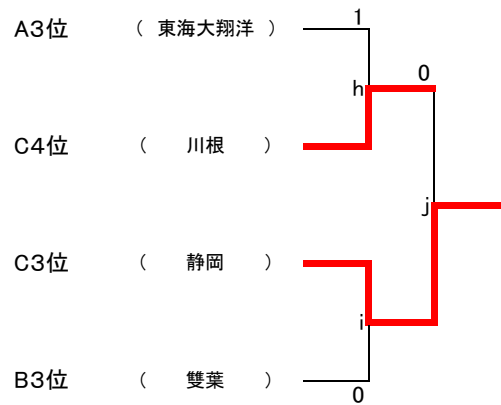 A3位 （ 東海大翔洋 ） 1
h 0
C4位 （ 川根 ）
j
C3位 （ 静岡 ）
i
B3位 （ 雙葉 ） 0